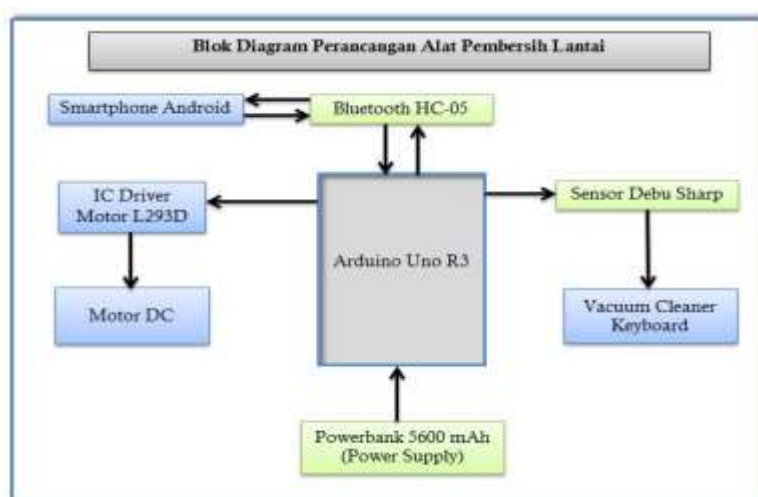 Blok Diagram Perancangan Alat Pembersih Lantai
Smartphone Android
Bluetooth HC-05
IC Driver
Motor L293D
Sensor Debu Sharp
Arduino Uno R3
Motor DC
Vacuum Cleaner
Keyboard
Powerbank 5600 mAh
(Power Supply)